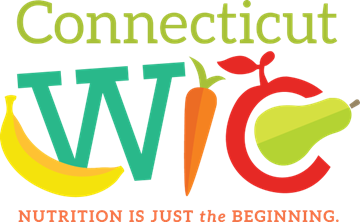 Connecticut
WIC
NUTRITION IS JUST the BEGINNING.